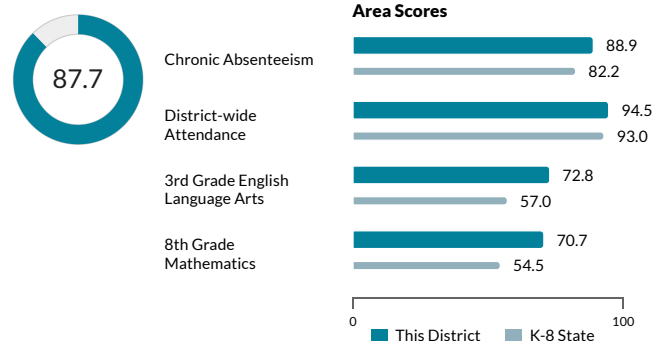 Area Scores
87.7
Chronic Absenteeism
88.9
82.2
District-wide
Attendance
94.5
93.0
3rd Grade English
Language Arts
72.8
57.0
8th Grade
Mathematics
70.7
54.5
0 100
This District K-8 State